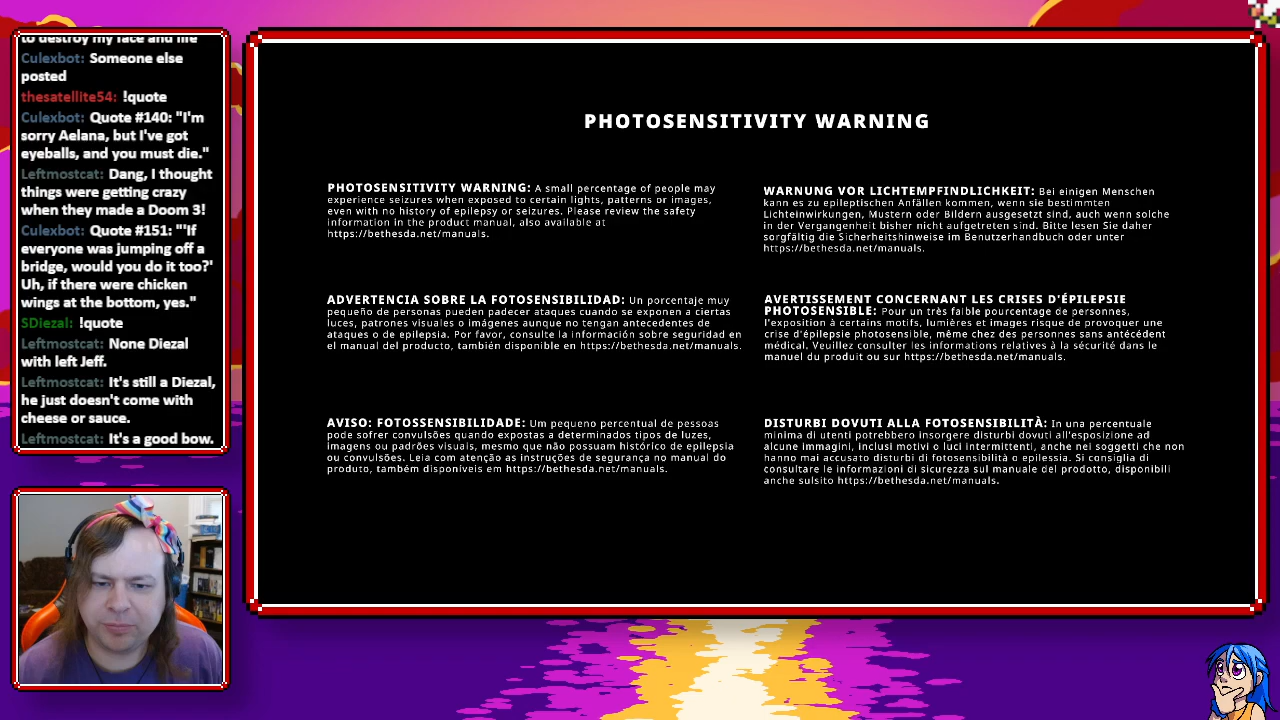 to destroy my face and life
Culexbot: Someone else
posted
thesatellite54: !quote
Culexbot: Quote #140: "I'm
sorry Aelana, but I've got
eyeballs, and you must die."
Leftmostcat: Dang, I thought
things were getting crazy
when they made a Doom 3!
Culexbot: Quote #151: "'If
everyone was jumping off a
bridge, would you do it too?'
Uh, if there were chicken
wings at the bottom, yes."
SDiezal: !quote
Leftmostcat: None Diezal
with left Jeff.
Leftmostcat: It's still a Diezal,
he just doesn't come with
cheese or sauce.
Leftmostcat: It's a good bow.
PHOTOSENSITIVITY WARNING
PHOTOSENSITIVITY WARNING: A small percentage of people may
experience seizures when exposed to certain lights, patterns or images,
even with no history of epilepsy or seizures. Please review the safety
information in the product manual, also available at
https://bethesda.net/manuals.
WARNUNG VOR LICHTEMPFINDLICHKEIT: Bei einigen Menschen
kann es zu epileptischen Anfällen kommen, wenn sie bestimmten
Lichteinwirkungen, Mustern oder Bildern ausgesetzt sind, auch wenn solche
in der Vergangenheit bisher nicht aufgetreten sind. Bitte lesen Sie daher
sorgfältig die Sicherheitshinweise im Benutzerhandbuch oder unter
https://bethesda.net/manuals.
ADVERTENCIA SOBRE LA FOTOSENSIBILIDAD: Un porcentaje muy
pequeño de personas pueden padecer ataques cuando se exponen a ciertas
luces, patrones visuales o imágenes aunque no tengan antecedentes de
ataques o de epilepsia. Por favor, consulte la información sobre seguridad en
el manual del producto, también disponible en https://bethesda.net/manuals.
AVERTISSEMENT CONCERNANT LES CRISES D'ÉPILEPSIE
PHOTOSENSIBLE: Pour un très faible pourcentage de personnes,
l'exposition à certains motifs, lumières et images risque de provoquer une
crise d'épilepsie photosensible, même chez des personnes sans antécédent
médical. Veuillez consulter les informations relatives à la sécurité dans le
manuel du produit ou sur https://bethesda.net/manuals.
AVISO: FOTOSSENSIBILIDADE: Um pequeno percentual de pessoas
pode sofrer convulsões quando expostas a determinados tipos de luzes,
imagens ou padrões visuais, mesmo que não possuam histórico de epilepsia
ou convulsões. Leia com atenção as instruções de segurança no manual do
produto, também disponíveis em https://bethesda.net/manuals.
DISTURBI DOVUTI ALLA FOTOSENSIBILITÀ: In una percentuale
minima di utenti potrebbero insorgere disturbi dovuti all'esposizione ad
alcune immagini, inclusi motivi o luci intermittenti, anche nei soggetti che non
hanno mai accusato disturbi di fotosensibilità o epilessia. Si consiglia di
consultare le informazioni di sicurezza sul manuale del prodotto, disponibili
anche sulsito https://bethesda.net/manuals.